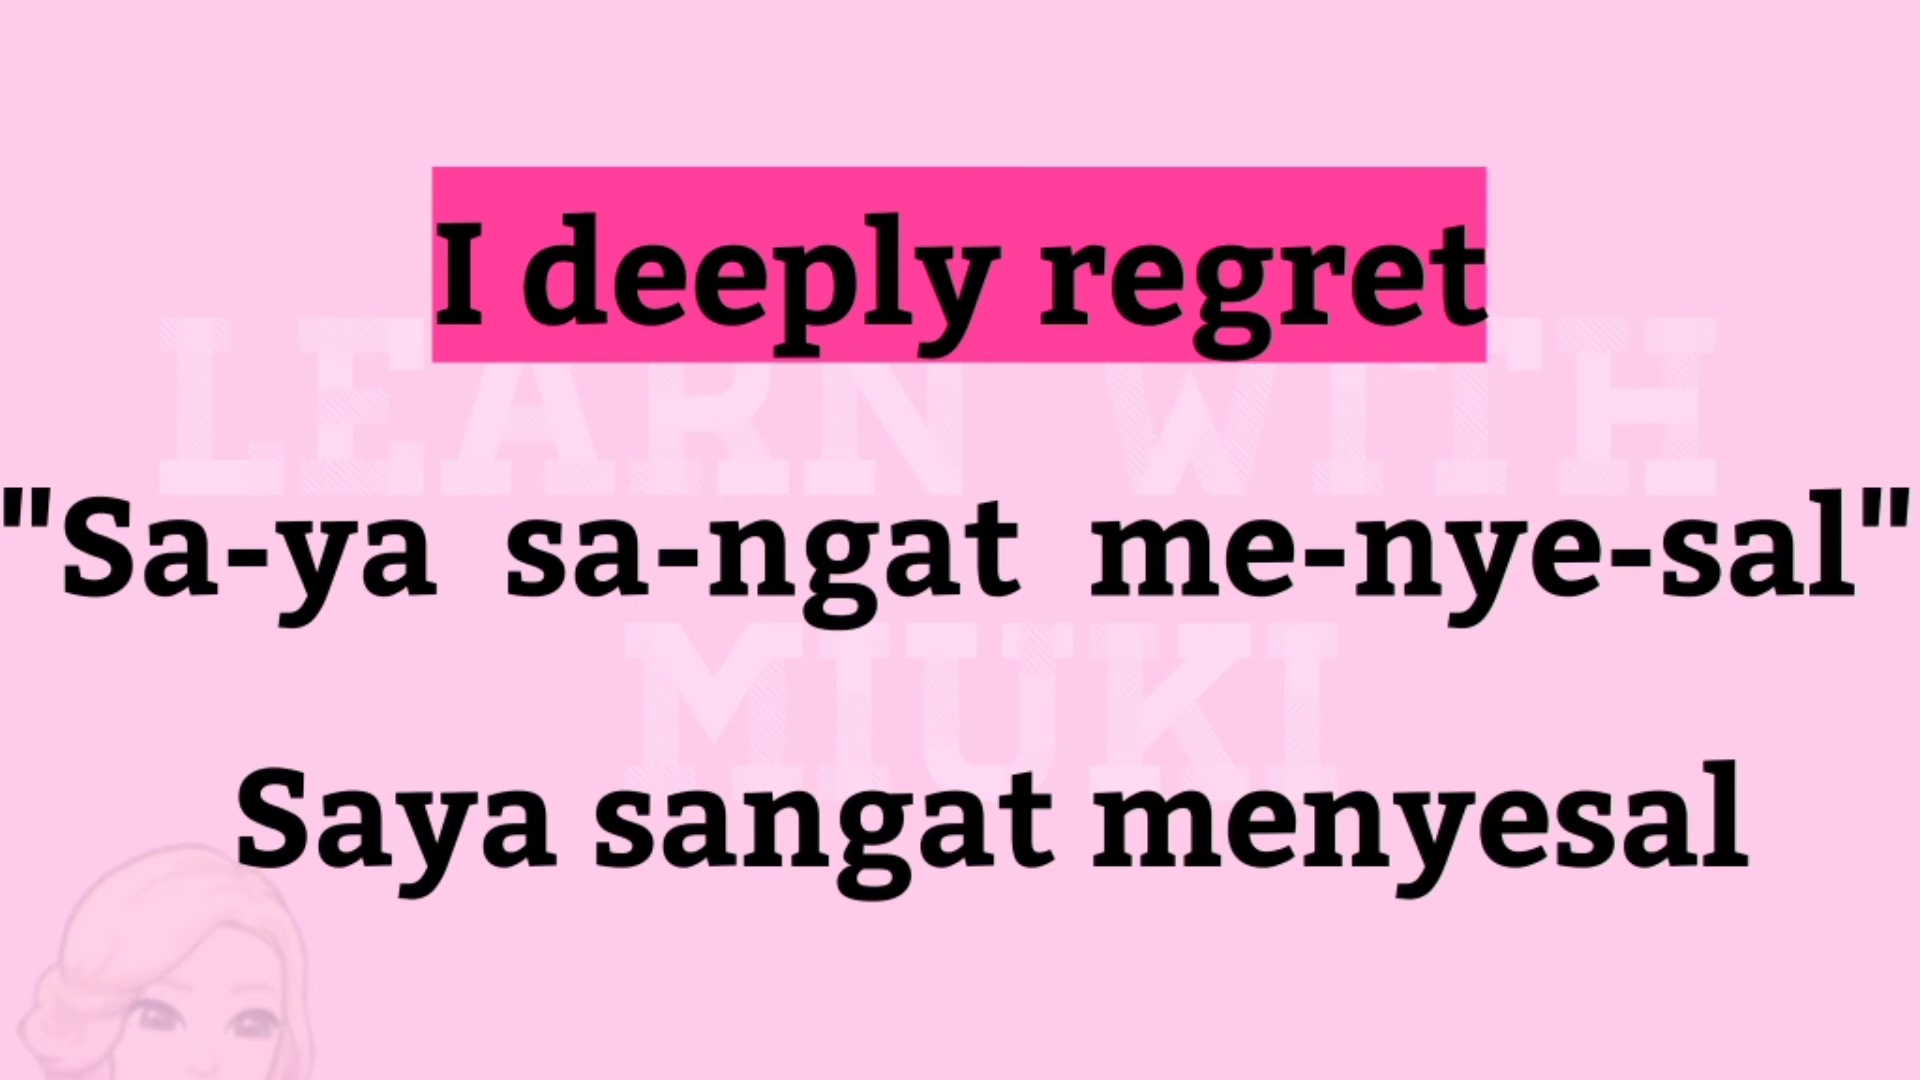 I deeply regret
LEARN WITH
"Sa-ya sa-ngat me-nye-sal"
MIUKI
Saya sangat menyesal